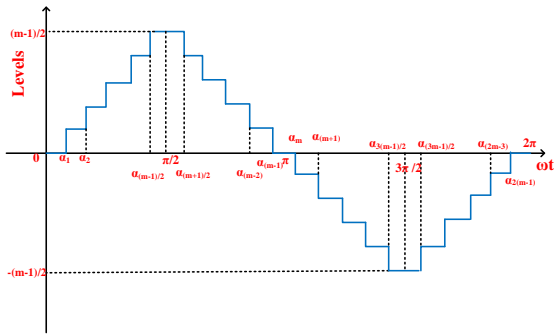 (m-1)/2
Levels
0
α1
α2
π/2
α(m-1)/2
α(m+1)/2
α(m-2)
α(m-1)
π
αm
α(m+1)
α3(m-1)/2
α(3m-1)/2
3π/2
α(2m-3)
2π
α2(m-1)
ωt
-(m-1)/2